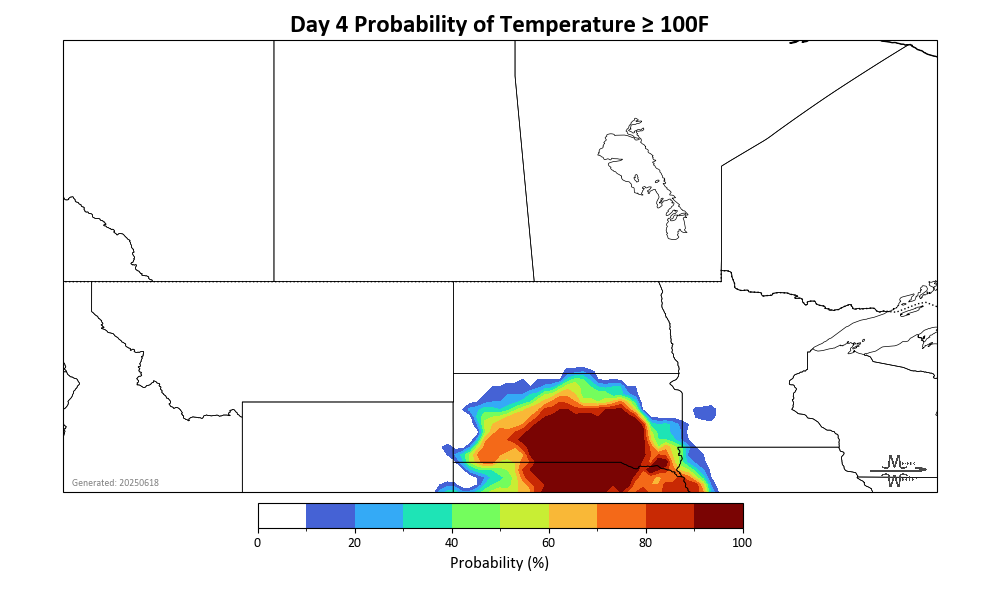 Day 4 Probability of Temperature ≥ 100F
Generated: 20250618
0 20 40 60 80 100
Probability (%)